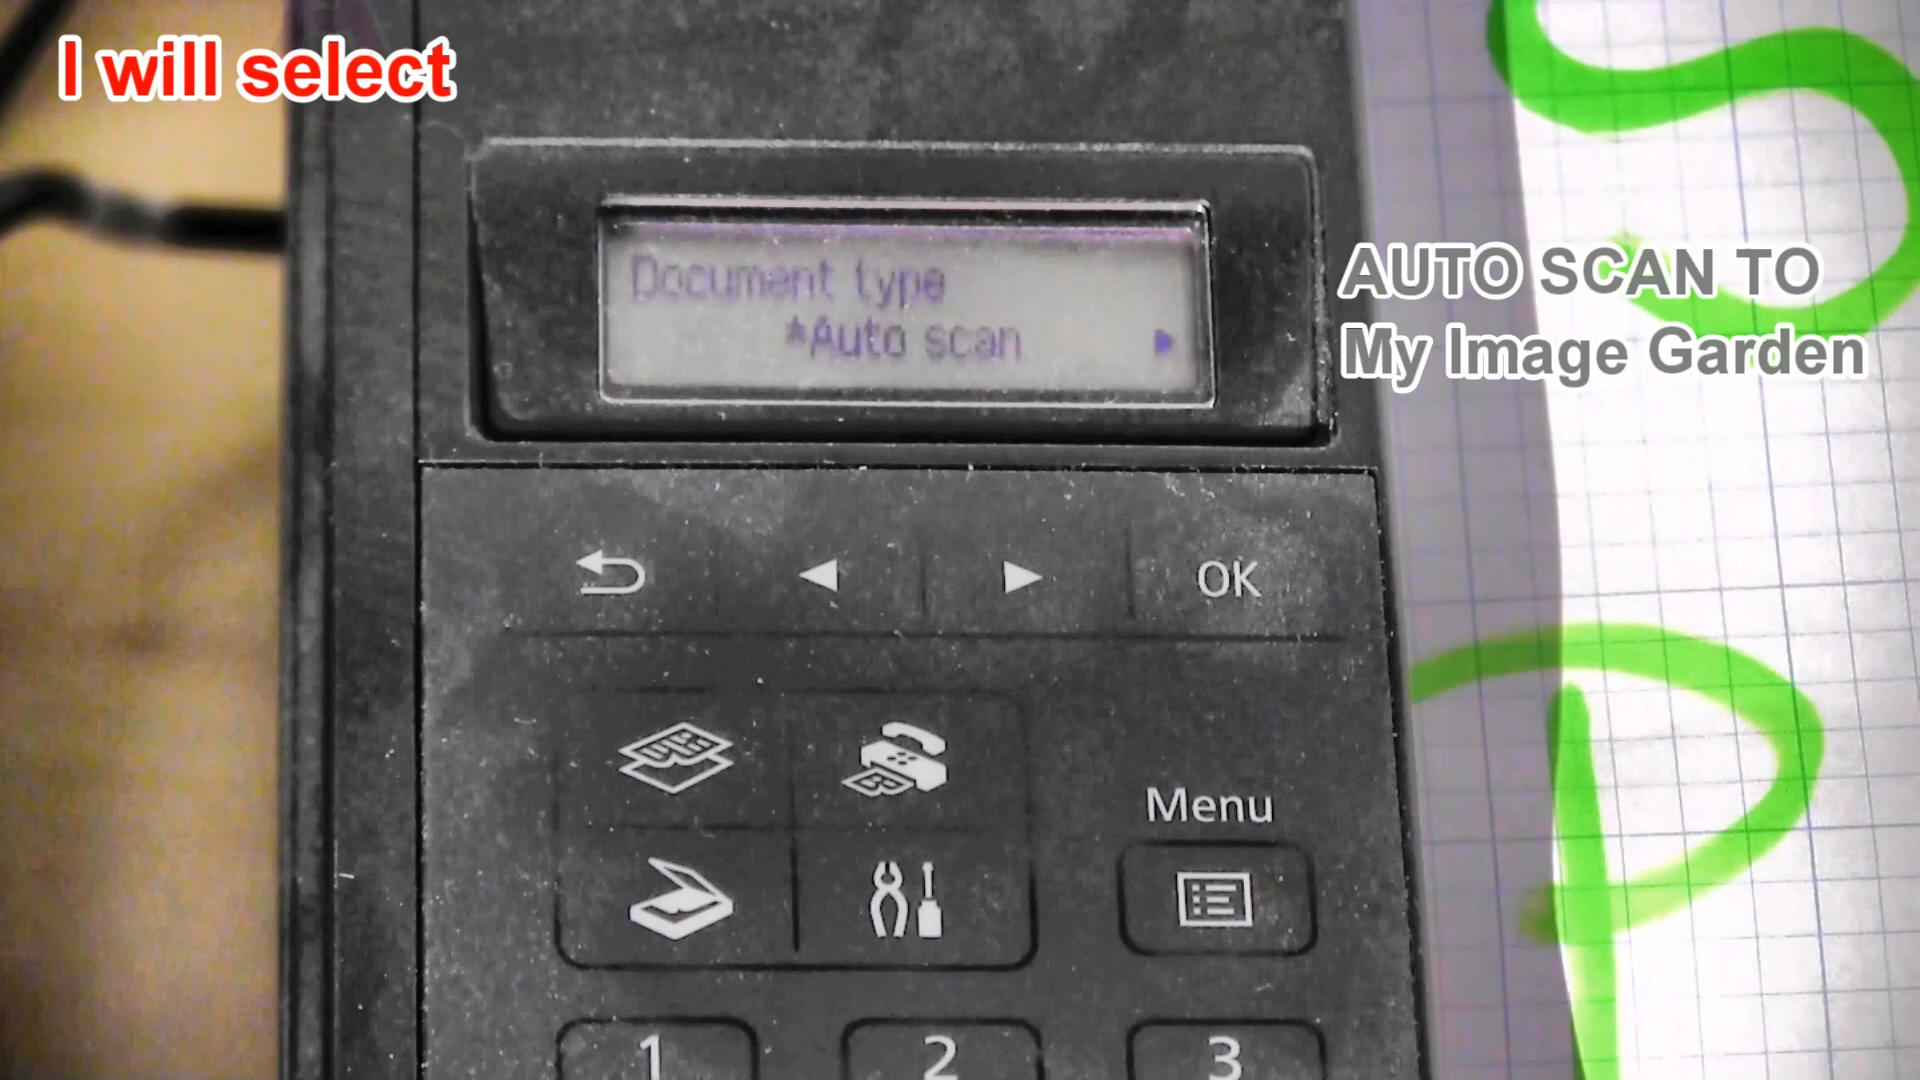 I will select
Document type
*Auto scan
AUTO SCAN TO
My Image Garden
OK
Menu
1
2
3
S
P